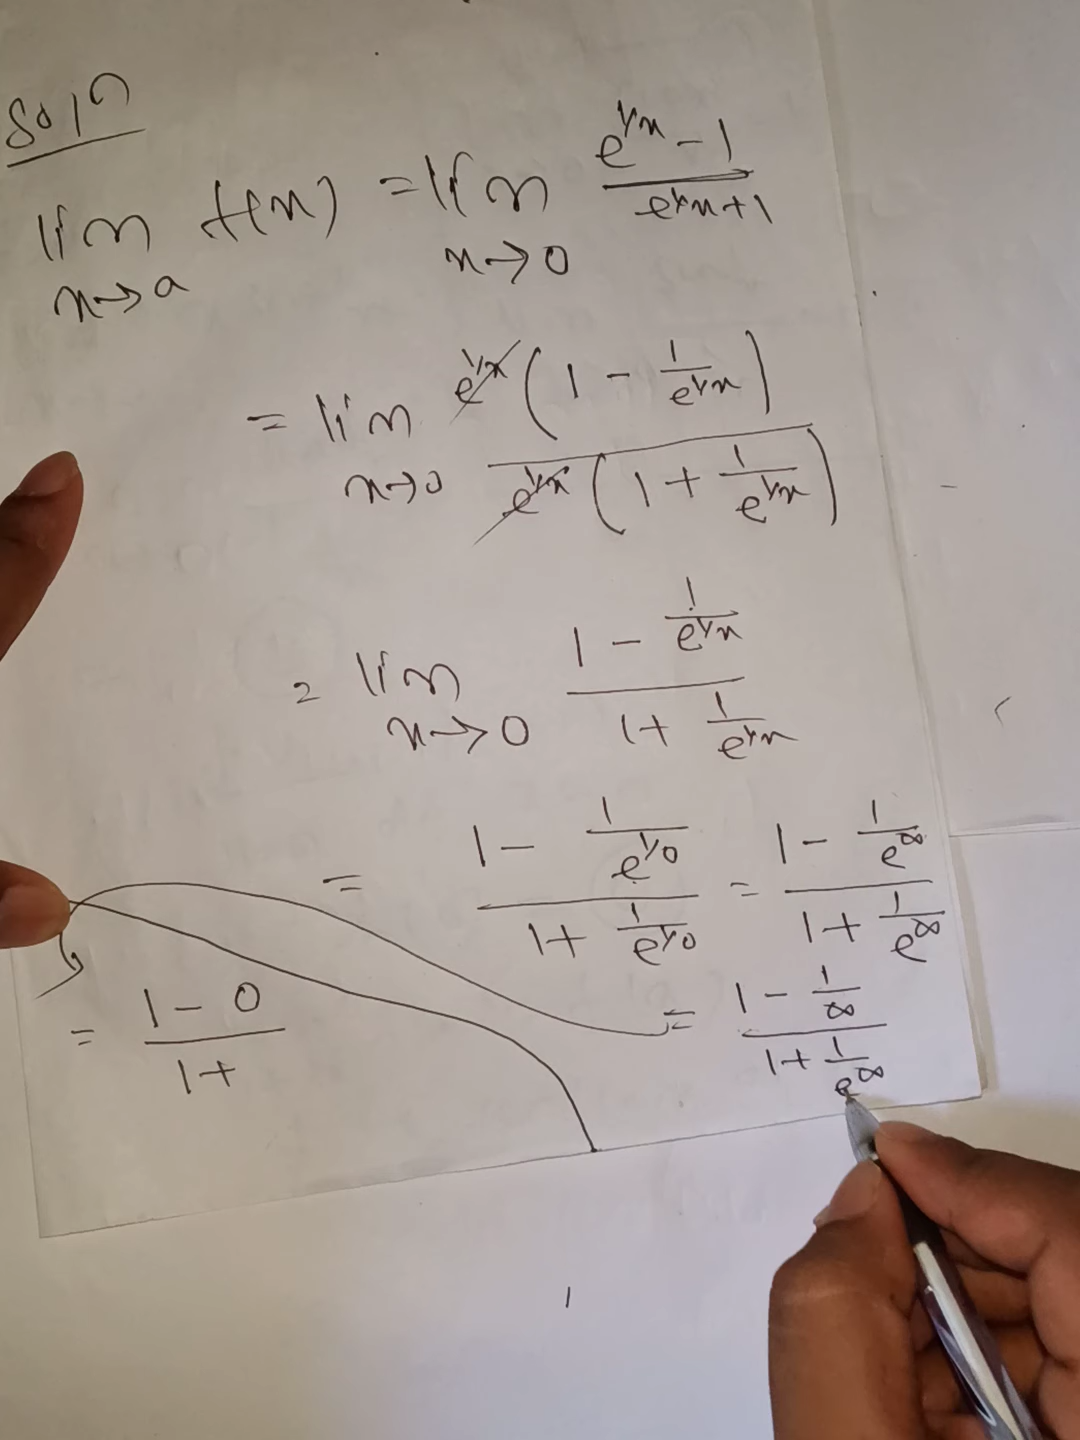 Soln
lim x→a f(x) = lim x→0 (e^1/x - 1)/(e^1/x + 1)
= lim x→0 e^1/x (1 - 1/e^1/x) / e^1/x (1 + 1/e^1/x)
= lim x→0 (1 - 1/e^1/x)/(1 + 1/e^1/x)
= (1 - 1/e^1/0)/(1 + 1/e^1/0) = (1 - 1/e^∞)/(1 + 1/e^∞)
= (1 - 1/∞)/(1 + 1/e^∞)
= (1 - 0)/(1 +